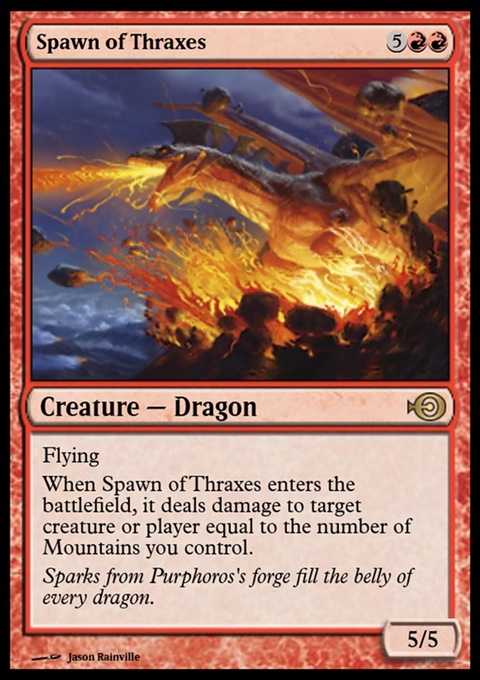 Spawn of Thraxes 5
Creature — Dragon
Flying
When Spawn of Thraxes enters the
battlefield, it deals damage to target
creature or player equal to the number of
Mountains you control.
Sparks from Purphoros's forge fill the belly of
every dragon.
5/5
Jason Rainville